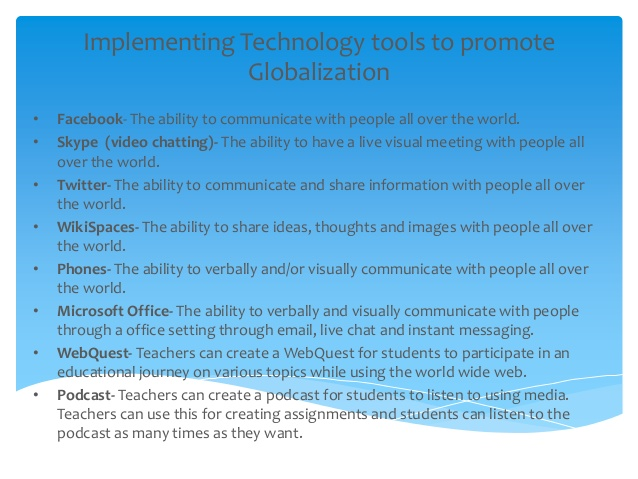 Implementing Technology tools to promote
Globalization
• Facebook- The ability to communicate with people all over the world.
• Skype (video chatting)- The ability to have a live visual meeting with people all
over the world.
• Twitter- The ability to communicate and share information with people all over
the world.
• WikiSpaces- The ability to share ideas, thoughts and images with people all over
the world.
• Phones- The ability to verbally and/or visually communicate with people all over
the world.
• Microsoft Office- The ability to verbally and visually communicate with people
through a office setting through email, live chat and instant messaging.
• WebQuest- Teachers can create a WebQuest for students to participate in an
educational journey on various topics while using the world wide web.
• Podcast- Teachers can create a podcast for students to listen to using media.
Teachers can use this for creating assignments and students can listen to the
podcast as many times as they want.